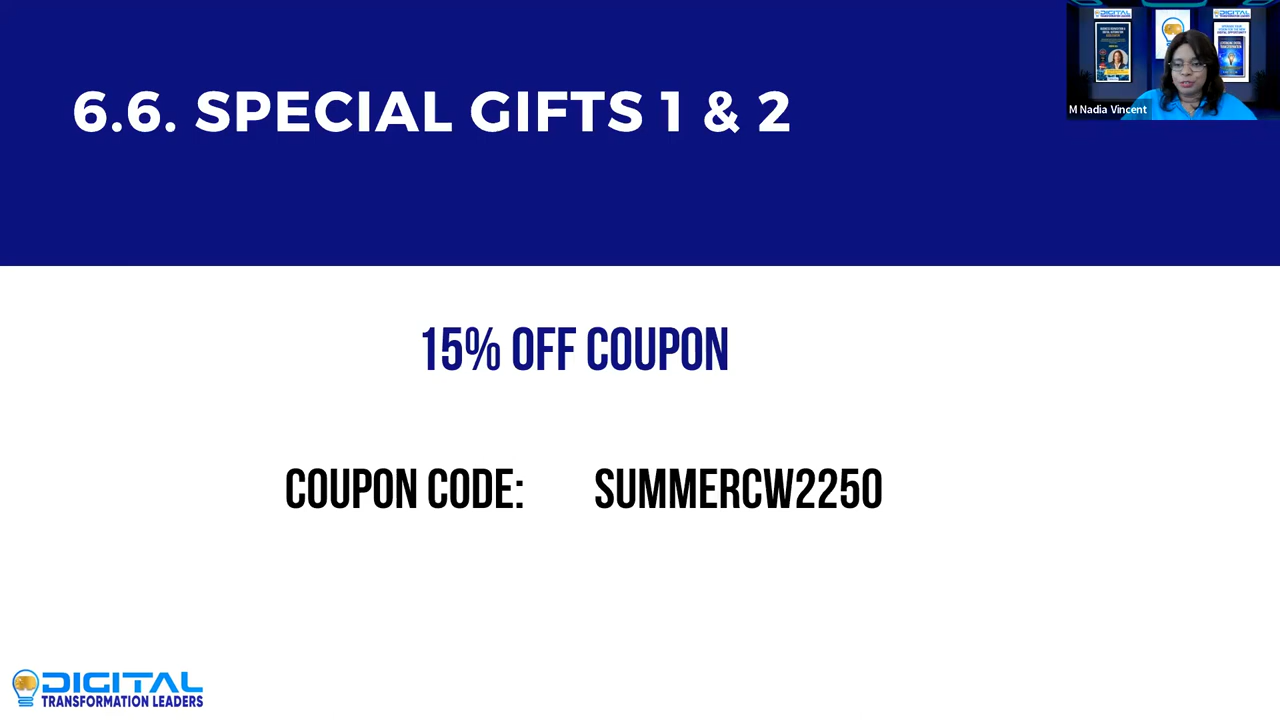 6.6. SPECIAL GIFTS 1 & 2
M Nadia Vincent
15% OFF COUPON
COUPON CODE: SUMMERCW2250
DIGITAL
TRANSFORMATION LEADERS